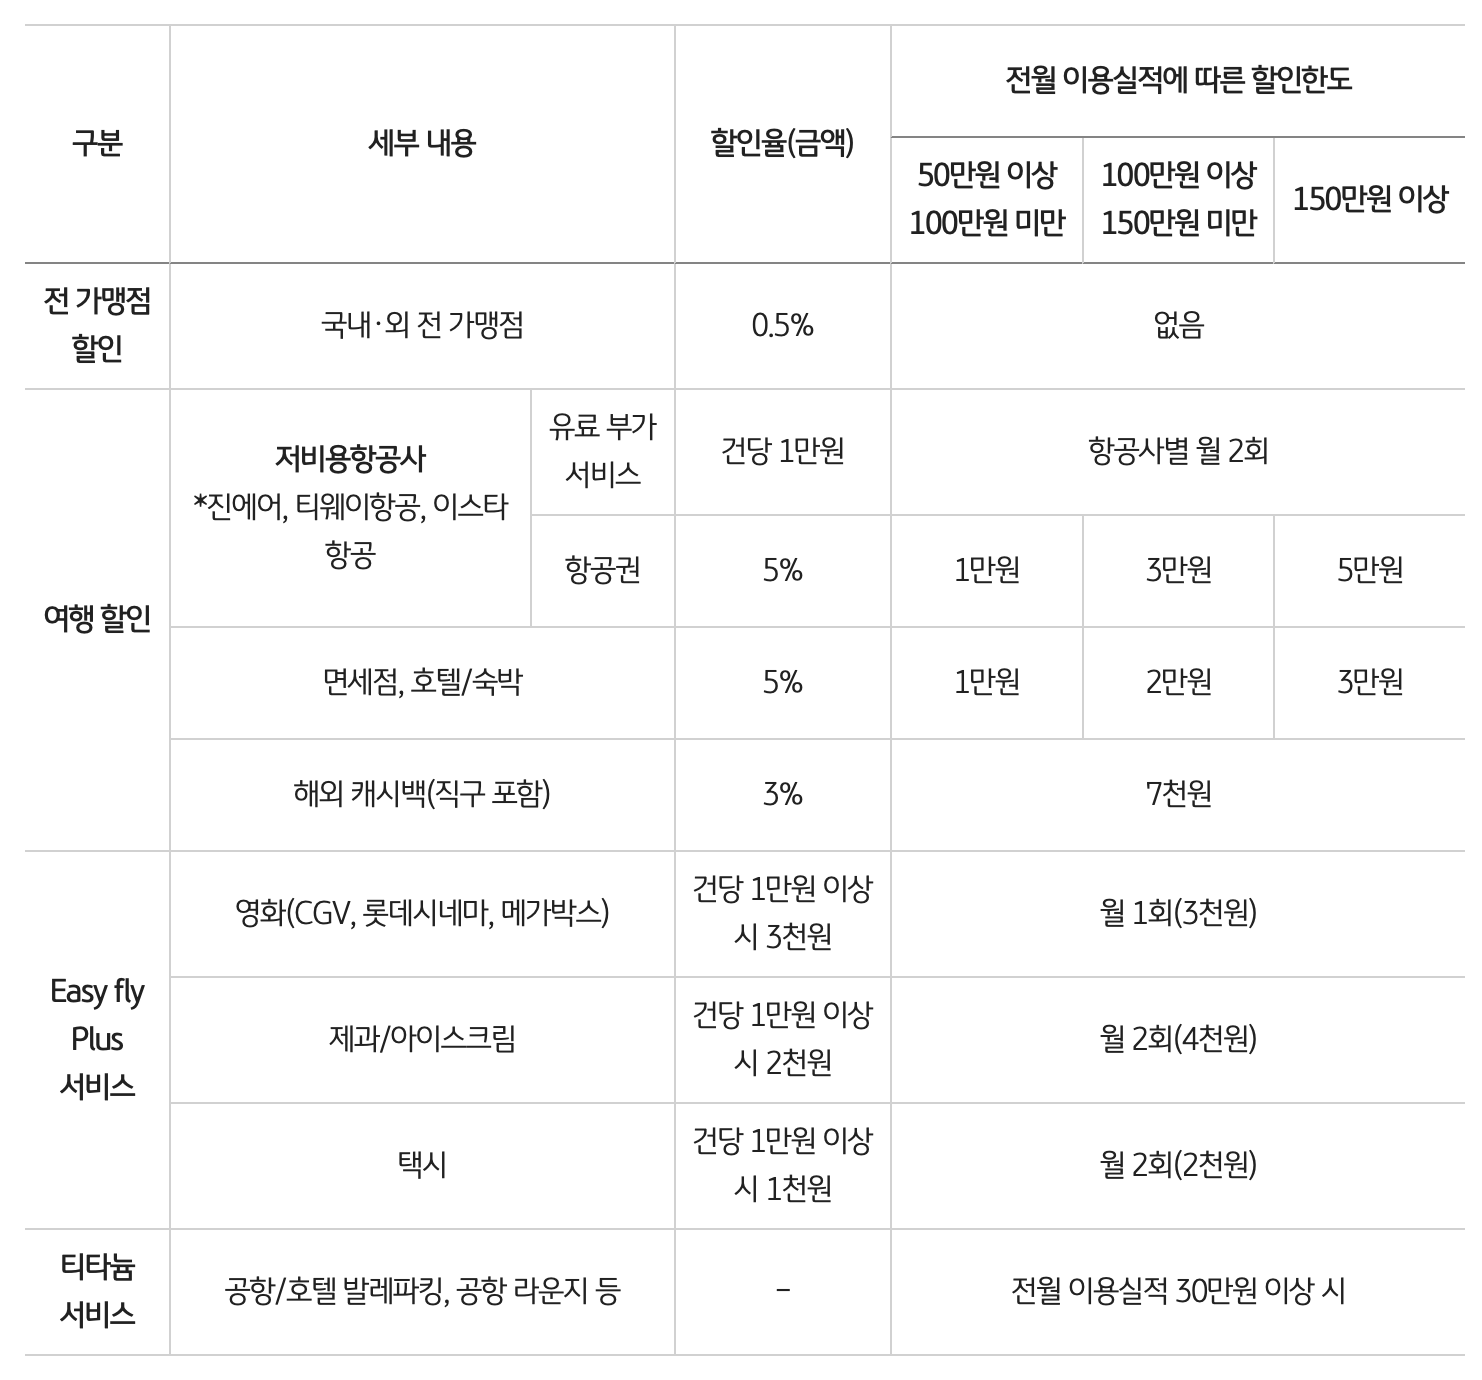 구분
세부 내용
할인율(금액)
전월 이용실적에 따른 할인한도
50만원 이상
100만원 미만
100만원 이상
150만원 미만
150만원 이상
전 가맹점
할인
국내·외 전 가맹점
0.5%
없음
여행 할인
저비용항공사
*진에어, 티웨이항공, 이스타
항공
유료 부가
서비스
건당 1만원
항공사별 월 2회
항공권
5%
1만원
3만원
5만원
면세점, 호텔/숙박
5%
1만원
2만원
3만원
해외 캐시백(직구 포함)
3%
7천원
Easy fly
Plus
서비스
영화(CGV, 롯데시네마, 메가박스)
건당 1만원 이상
시 3천원
월 1회(3천원)
제과/아이스크림
건당 1만원 이상
시 2천원
월 2회(4천원)
택시
건당 1만원 이상
시 1천원
월 2회(2천원)
티타늄
서비스
공항/호텔 발레파킹, 공항 라운지 등
–
전월 이용실적 30만원 이상 시